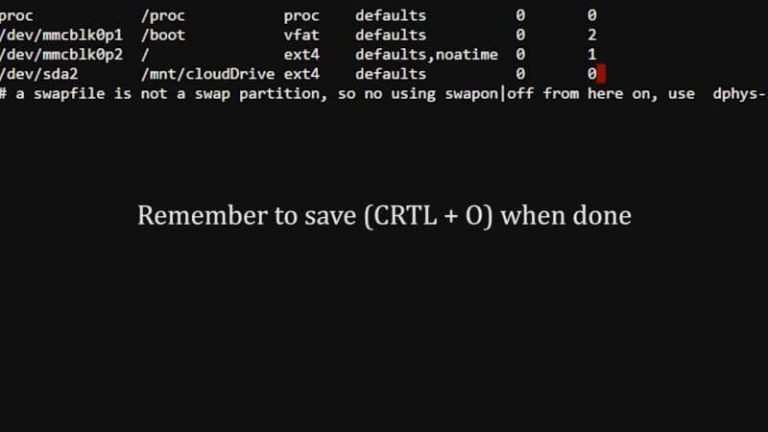 proc /proc proc defaults 0 0
/dev/mmcblk0p1 /boot vfat defaults 0 2
/dev/mmcblk0p2 / ext4 defaults,noatime 0 1
/dev/sda2 /mnt/cloudDrive ext4 defaults 0 0
# a swapfile is not a swap partition, so no using swapon|off from here on, use dphys-
Remember to save (CRTL + O) when done